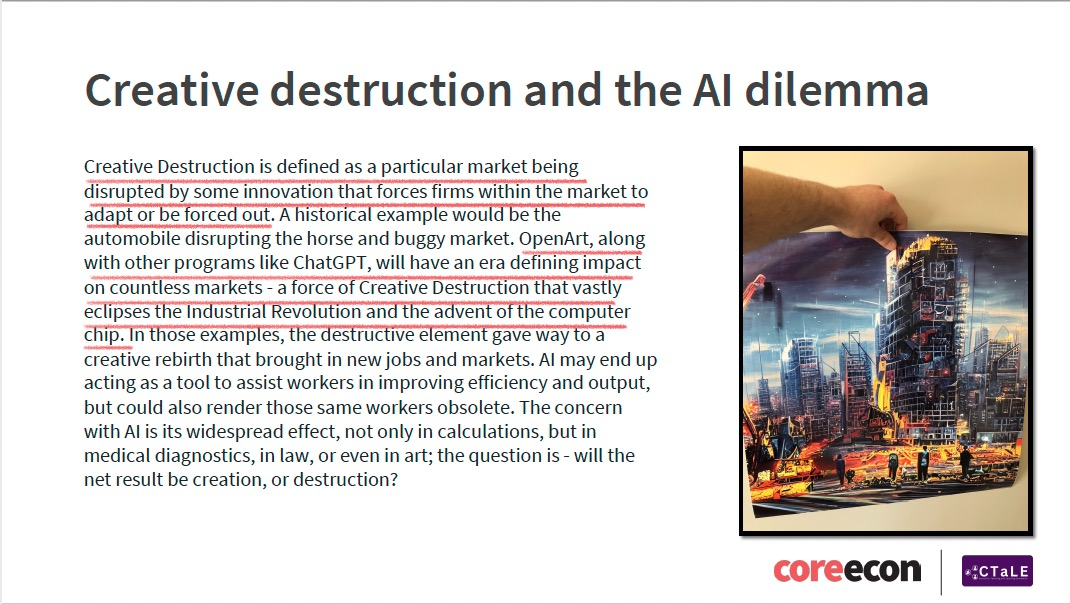 Creative destruction and the AI dilemma
Creative Destruction is defined as a particular market being
disrupted by some innovation that forces firms within the market to
adapt or be forced out. A historical example would be the
automobile disrupting the horse and buggy market. OpenArt, along
with other programs like ChatGPT, will have an era defining impact
on countless markets - a force of Creative Destruction that vastly
eclipses the Industrial Revolution and the advent of the computer
chip. In those examples, the destructive element gave way to a
creative rebirth that brought in new jobs and markets. AI may end up
acting as a tool to assist workers in improving efficiency and output,
but could also render those same workers obsolete. The concern
with AI is its widespread effect, not only in calculations, but in
medical diagnostics, in law, or even in art; the question is - will the
net result be creation, or destruction?
coreecon
CTaLE